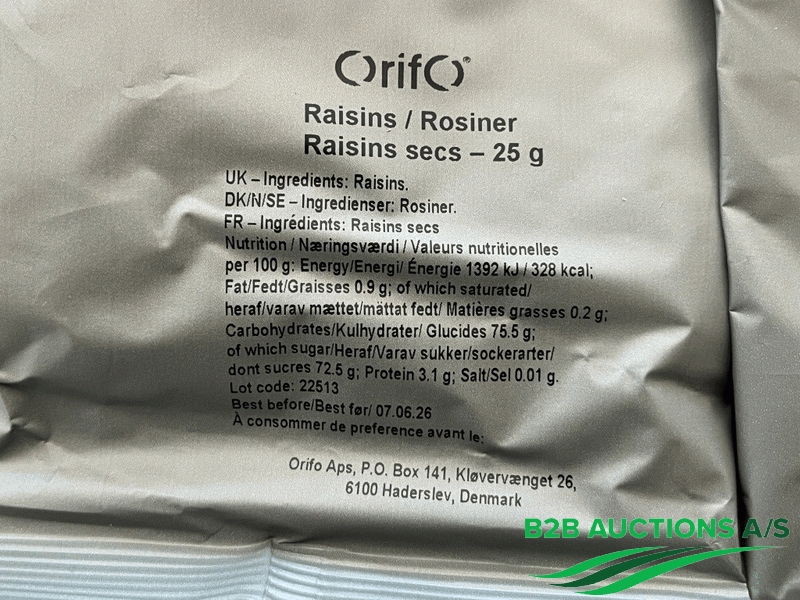 OrifO®
Raisins / Rosiner
Raisins secs – 25 g
UK – Ingredients: Raisins.
DK/N/SE – Ingredienser: Rosiner.
FR – Ingrédients: Raisins secs
Nutrition / Næringsværdi / Valeurs nutritionelles
per 100 g: Energy/Energi/ Énergie 1392 kJ / 328 kcal;
Fat/Fedt/Graisses 0.9 g; of which saturated/
heraf/varav mættet/mättat fedt/ Matières grasses 0.2 g;
Carbohydrates/Kulhydrater/ Glucides 75.5 g;
of which sugar/Heraf/Varav sukker/sockerarter/
dont sucres 72.5 g; Protein 3.1 g; Salt/Sel 0.01 g.
Lot code: 22513
Best before/Best før/ 07.06.26
À consommer de preference avant le:
Orifo Aps, P.O. Box 141, Kløvervænget 26,
6100 Haderslev, Denmark
B2B AUCTIONS A/S